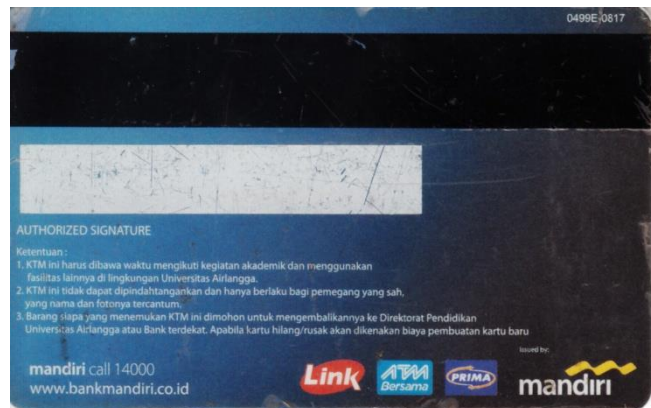 0499E-0817
AUTHORIZED SIGNATURE
Ketentuan :
1. KTM ini harus dibawa waktu mengikuti kegiatan akademik dan menggunakan
fasilitas lainnya di lingkungan Universitas Airlangga.
2. KTM ini tidak dapat dipindahtangankan dan hanya berlaku bagi pemegang yang sah,
yang nama dan fotonya tercantum.
3. Barang siapa yang menemukan KTM ini dimohon untuk mengembalikannya ke Direktorat Pendidikan
Universitas Airlangga atau Bank terdekat. Apabila kartu hilang/rusak akan dikenakan biaya pembuatan kartu baru
issued by:
mandiri call 14000
www.bankmandiri.co.id
Link
ATM
Bersama
PRIMA
mandiri